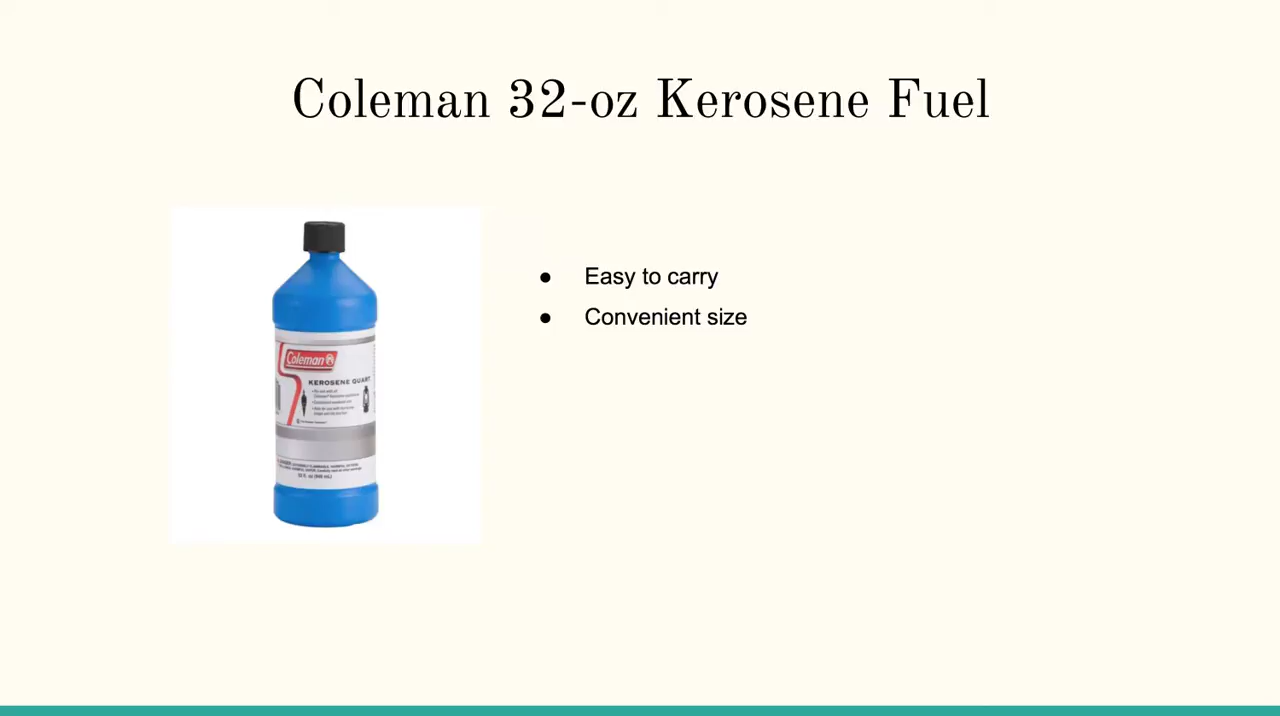 Coleman 32-oz Kerosene Fuel
● Easy to carry
● Convenient size
Coleman
KEROSENE QUART